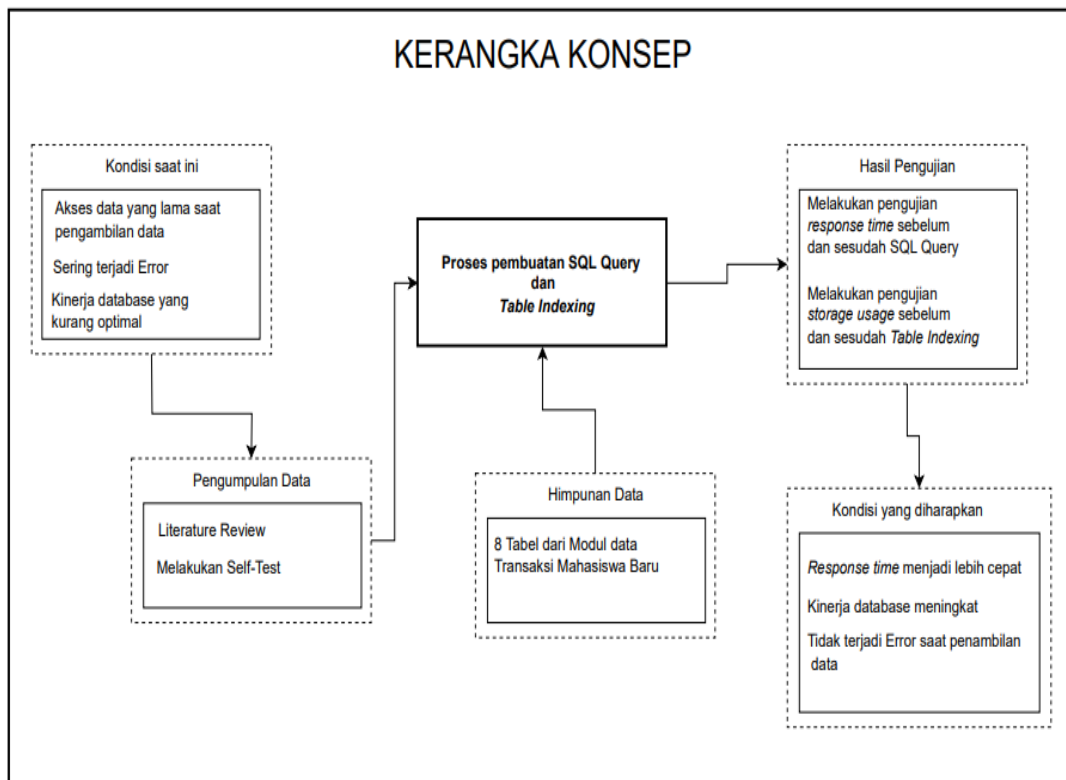 KERANGKA KONSEP
Kondisi saat ini
Akses data yang lama saat
pengambilan data
Sering terjadi Error
Kinerja database yang
kurang optimal
Pengumpulan Data
Literature Review
Melakukan Self-Test
Proses pembuatan SQL Query
dan
Table Indexing
Himpunan Data
8 Tabel dari Modul data
Transaksi Mahasiswa Baru
Hasil Pengujian
Melakukan pengujian
response time sebelum
dan sesudah SQL Query
Melakukan pengujian
storage usage sebelum
dan sesudah Table Indexing
Kondisi yang diharapkan
Response time menjadi lebih cepat
Kinerja database meningkat
Tidak terjadi Error saat penambilan
data